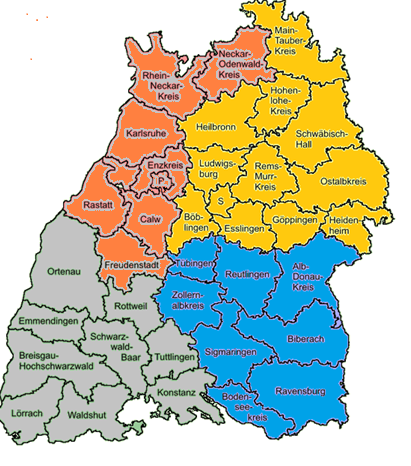 Main-
Tauber-
Kreis
Neckar-
Odenwald-
Kreis
Rhein-
Neckar-
Kreis
Hohen-
lohe-
Kreis
Heilbronn
Karlsruhe
Schwäbisch-
Hall
Enzkreis
P
Ludwigs-
burg
Rems-
Murr-
Kreis
Ostalbkreis
Rastatt
Calw
S
Böb-
lingen
Esslingen
Göppingen
Heiden-
heim
Freudenstadt
Tübingen
Reutlingen
Alb-
Donau-
Kreis
Ortenau
Rottweil
Zollern-
albkreis
Emmendingen
Schwarz-
wald-
Baar
Biberach
Breisgau-
Hochschwarzwald
Tuttlingen
Sigmaringen
Konstanz
Ravensburg
Boden-
see-
kreis
Lörrach
Waldshut